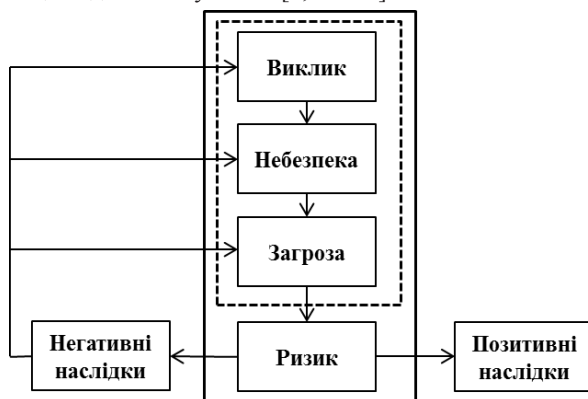 Виклик
Небезпека
Загроза
Негативні
наслідки
Ризик
Позитивні
наслідки